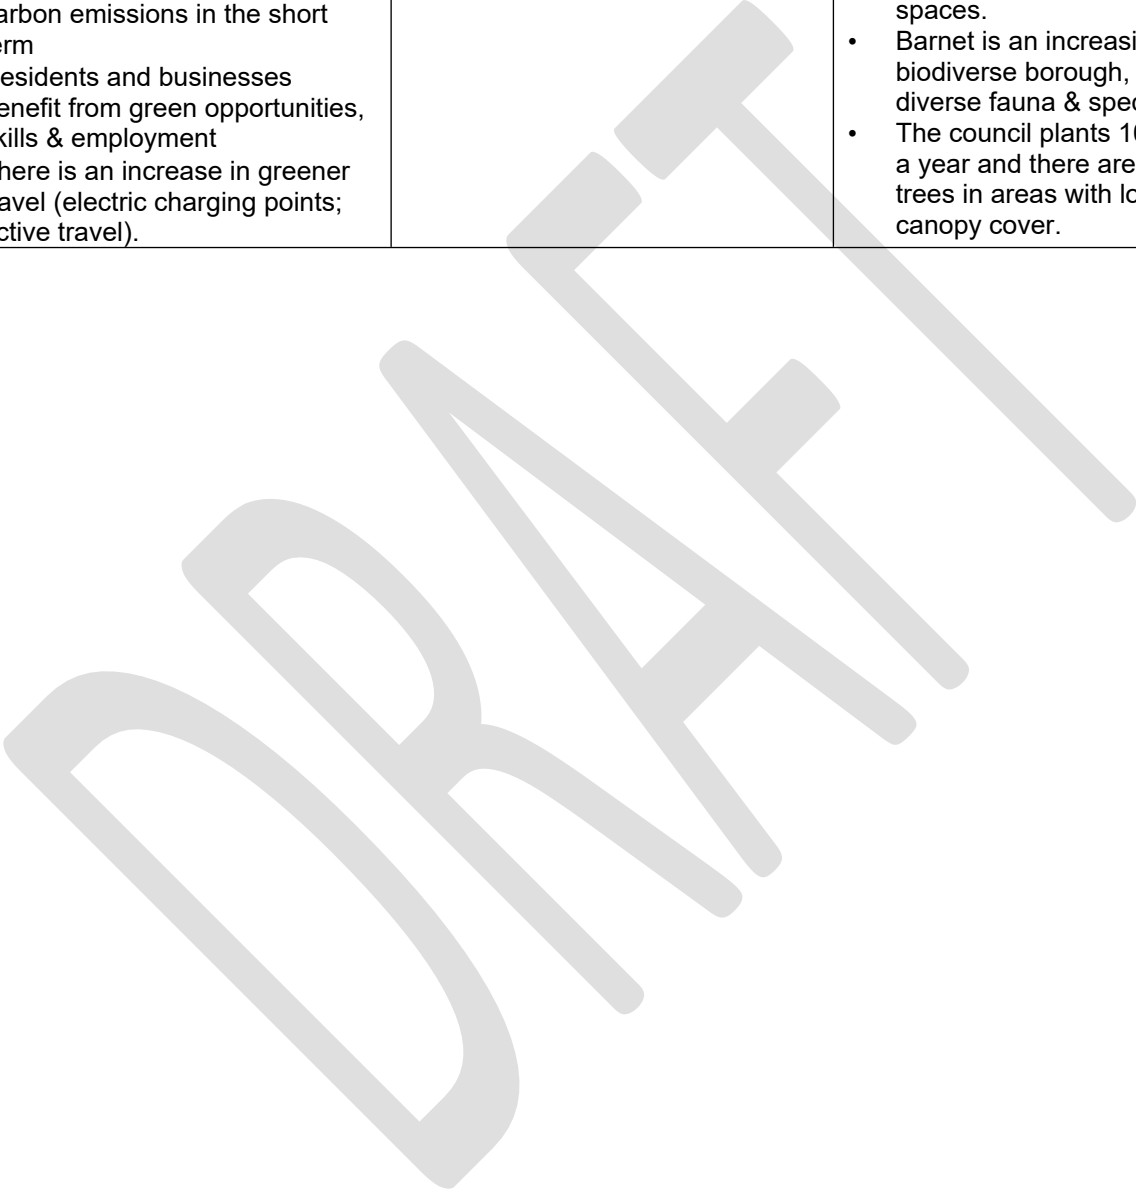 arbon emissions in the short
erm
esidents and businesses
enefit from green opportunities,
kills & employment
here is an increase in greener
avel (electric charging points;
ctive travel).
spaces.
• Barnet is an increasi
biodiverse borough,
diverse fauna & spec
• The council plants 10
a year and there are
trees in areas with lo
canopy cover.
DRAFT